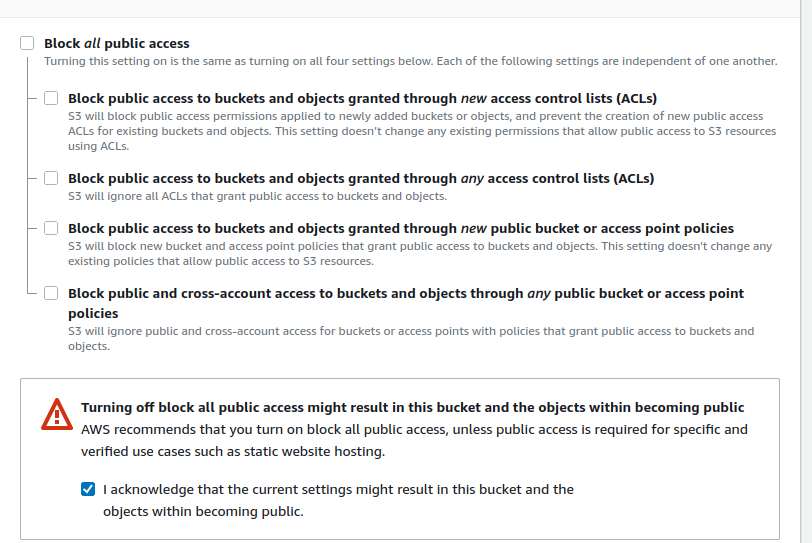 Block all public access
Turning this setting on is the same as turning on all four settings below. Each of the following settings are independent of one another.
Block public access to buckets and objects granted through new access control lists (ACLs)
S3 will block public access permissions applied to newly added buckets or objects, and prevent the creation of new public access
ACLs for existing buckets and objects. This setting doesn't change any existing permissions that allow public access to S3 resources
using ACLs.
Block public access to buckets and objects granted through any access control lists (ACLs)
S3 will ignore all ACLs that grant public access to buckets and objects.
Block public access to buckets and objects granted through new public bucket or access point policies
S3 will block new bucket and access point policies that grant public access to buckets and objects. This setting doesn't change any
existing policies that allow public access to S3 resources.
Block public and cross-account access to buckets and objects through any public bucket or access point
policies
S3 will ignore public and cross-account access for buckets or access points with policies that grant public access to buckets and
objects.
Turning off block all public access might result in this bucket and the objects within becoming public
AWS recommends that you turn on block all public access, unless public access is required for specific and
verified use cases such as static website hosting.
I acknowledge that the current settings might result in this bucket and the
objects within becoming public.